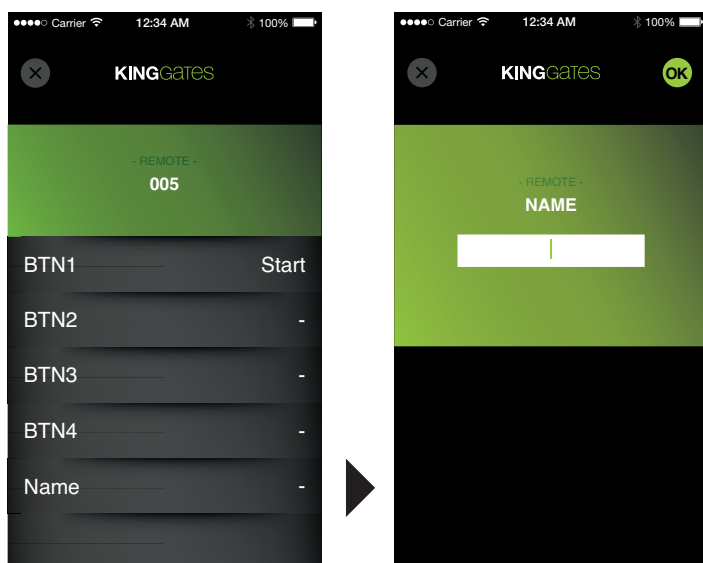 Carrier 12:34 AM 100%
KINGGATES
- REMOTE -
005
BTN1 Start
BTN2 -
BTN3 -
BTN4 -
Name -
Carrier 12:34 AM 100%
KINGGATES OK
- REMOTE -
NAME